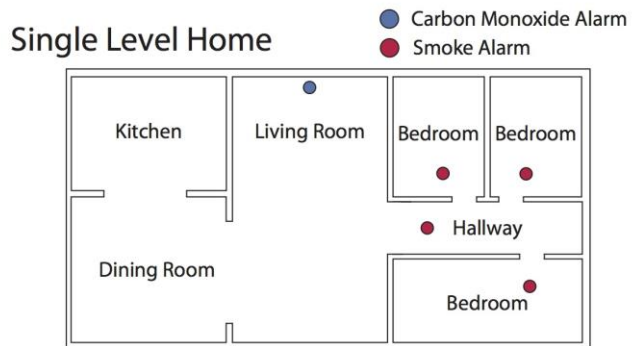 Single Level Home
Carbon Monoxide Alarm
Smoke Alarm
Kitchen
Living Room
Bedroom
Bedroom
Hallway
Dining Room
Bedroom